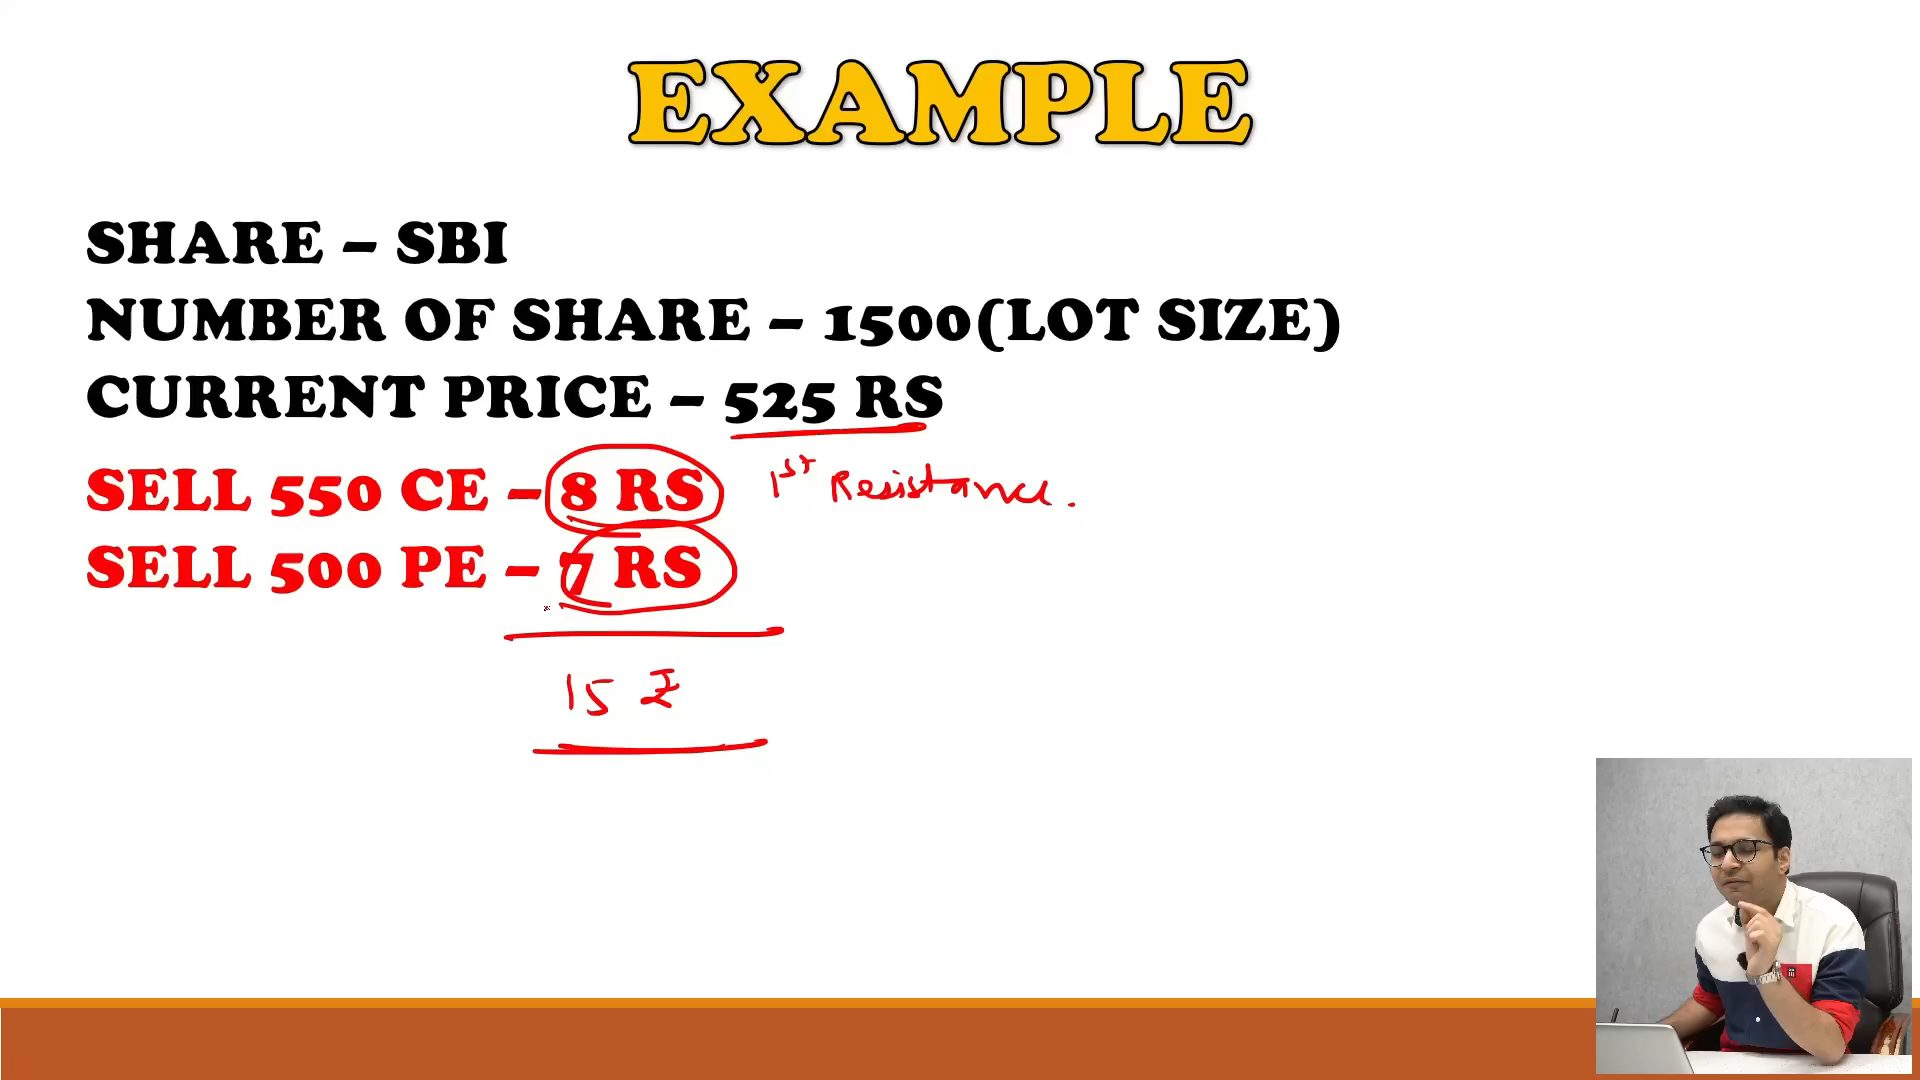 EXAMPLE
SHARE – SBI
NUMBER OF SHARE – 1500(LOT SIZE)
CURRENT PRICE – 525 RS
SELL 550 CE – 8 RS 1st Resistance.
SELL 500 PE – 7 RS
15 ₹